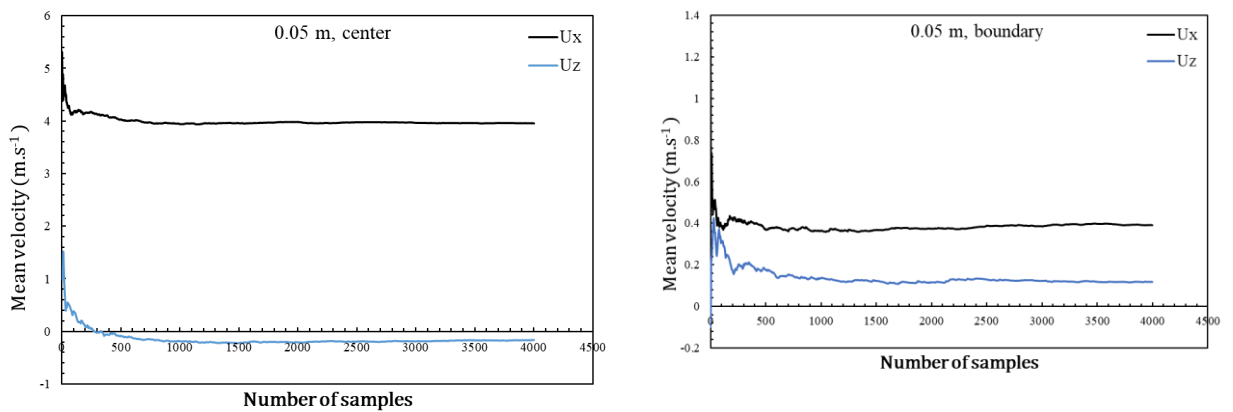 0.05 m, center
Ux
Uz
6
5
4
3
2
1
0
-1
0 500 1000 1500 2000 2500 3000 3500 4000 4500
Mean velocity (m.s-1)
Number of samples
0.05 m, boundary
Ux
Uz
1.4
1.2
1
0.8
0.6
0.4
0.2
0
-0.2
0 500 1000 1500 2000 2500 3000 3500 4000 4500
Mean velocity (m.s-1)
Number of samples